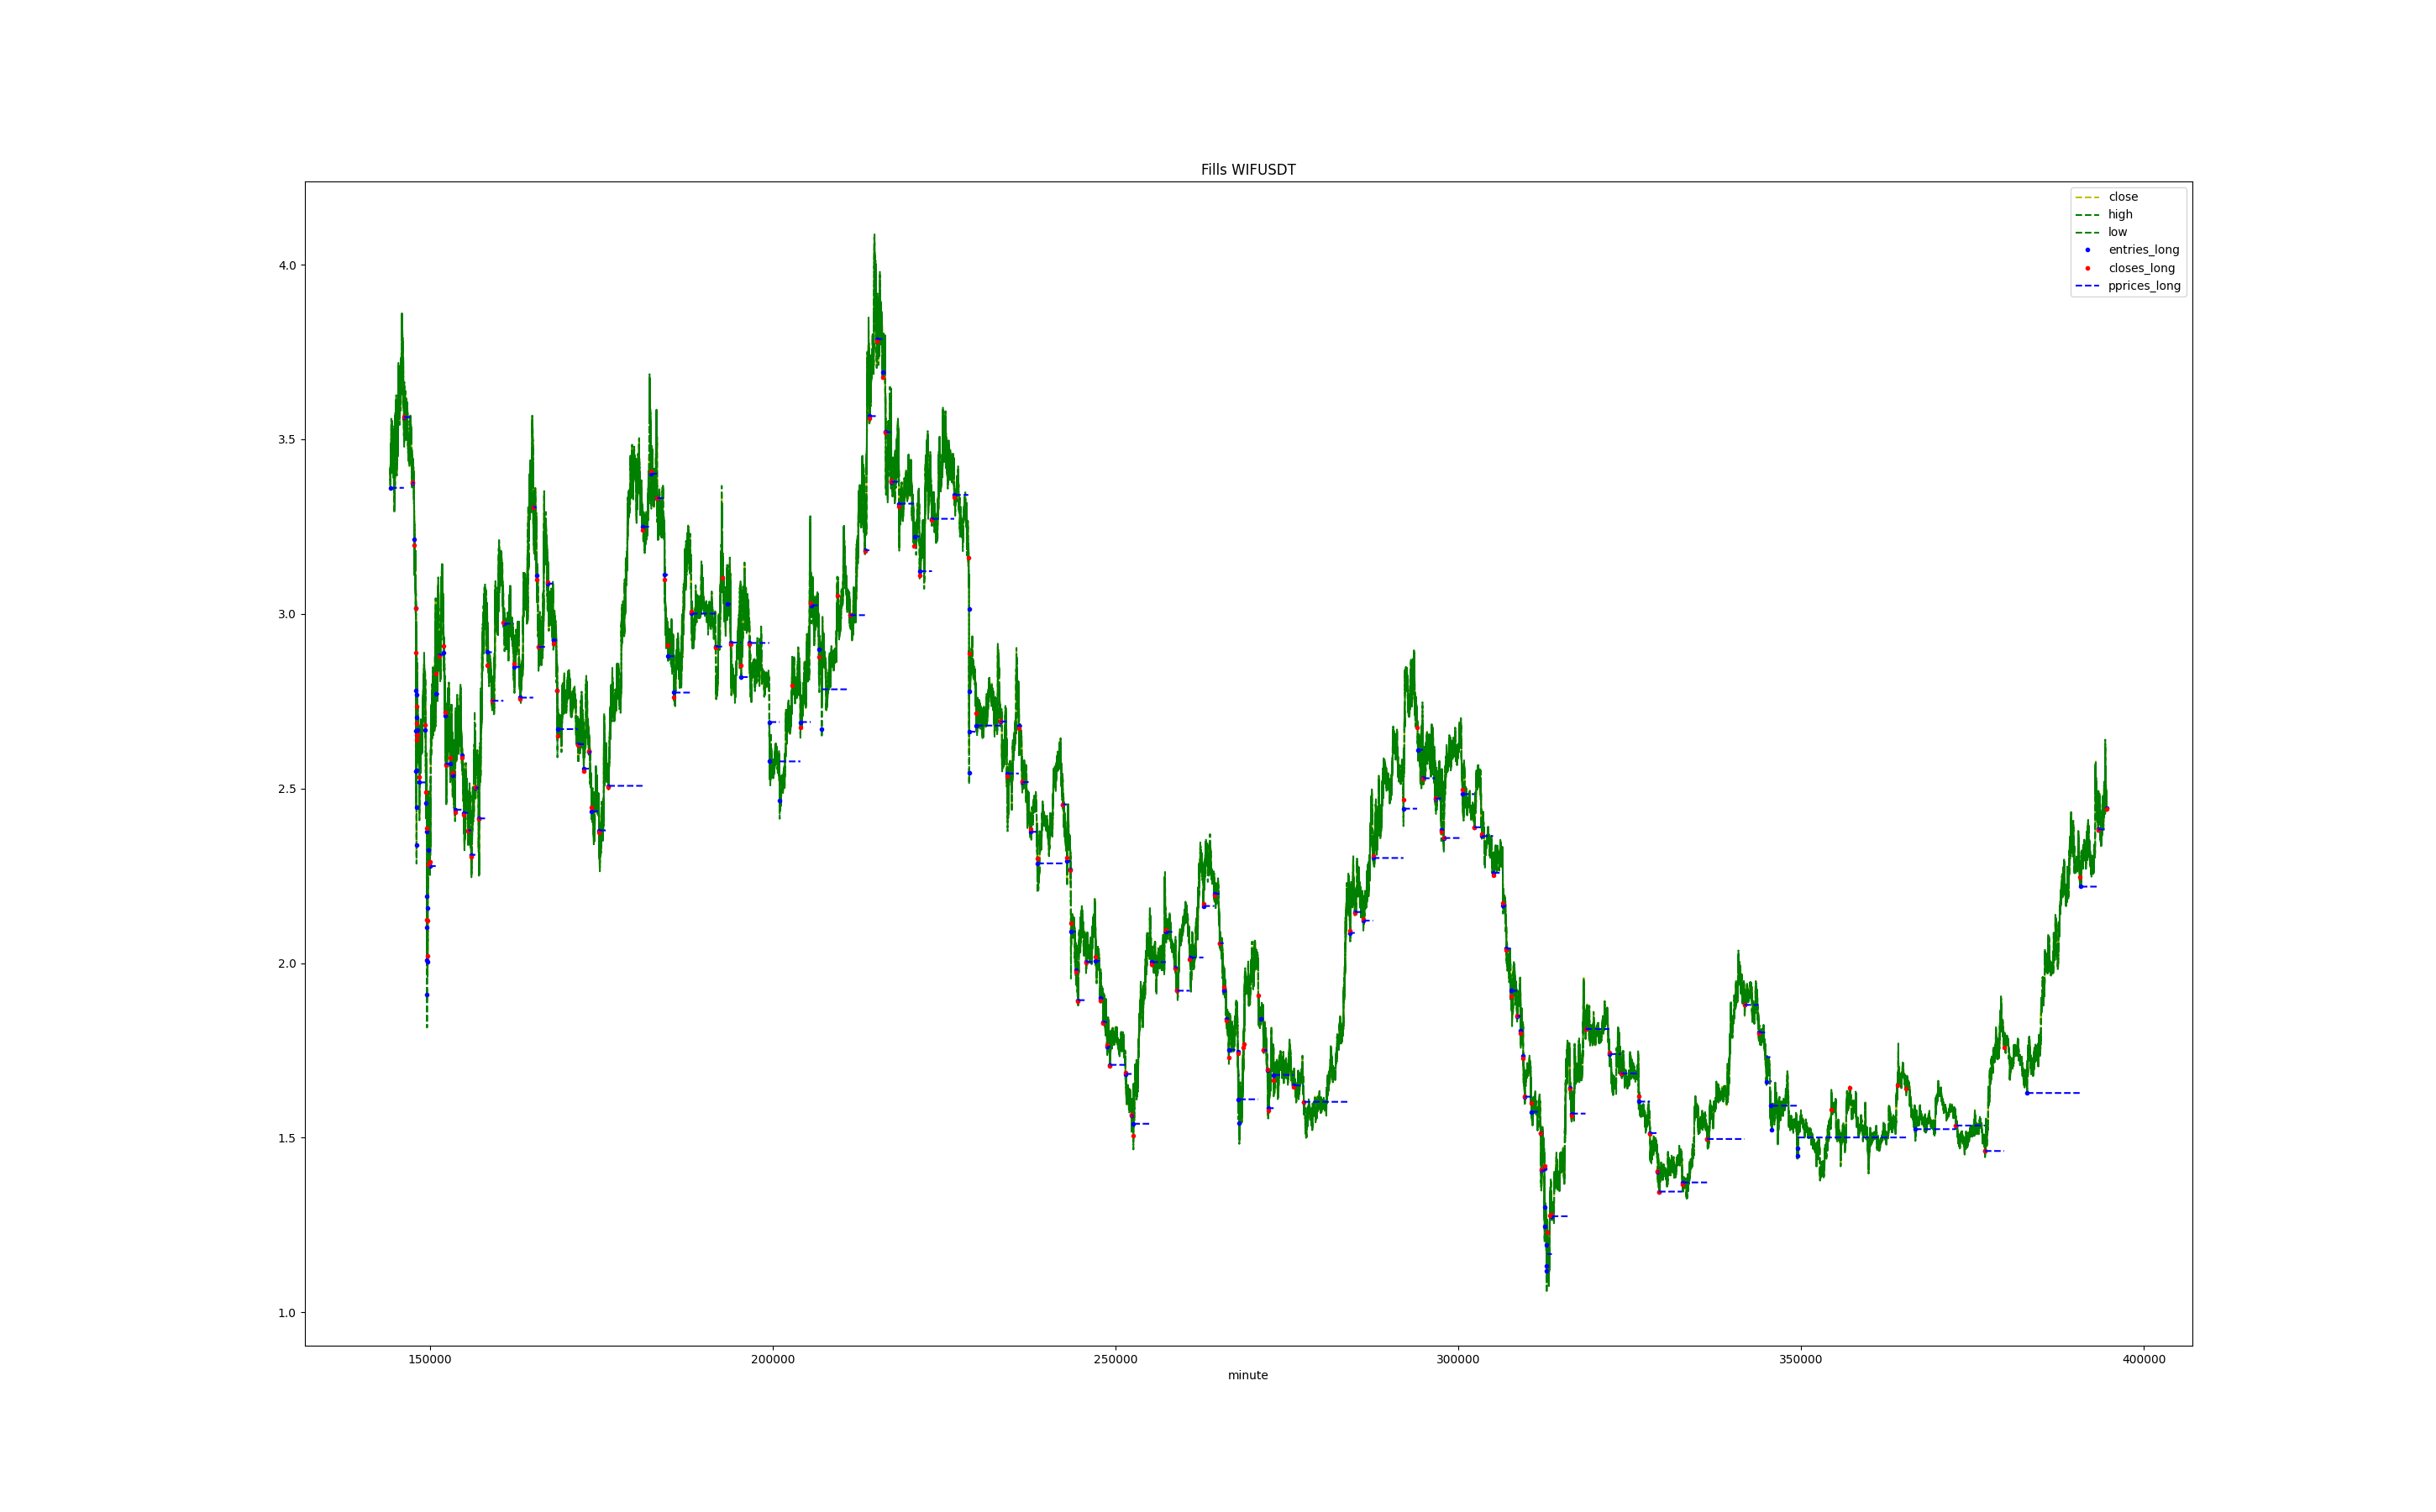 Fills WIFUSDT
close
high
low
entries_long
closes_long
pprices_long
4.0
3.5
3.0
2.5
2.0
1.5
1.0
150000 200000 250000 300000 350000 400000
minute